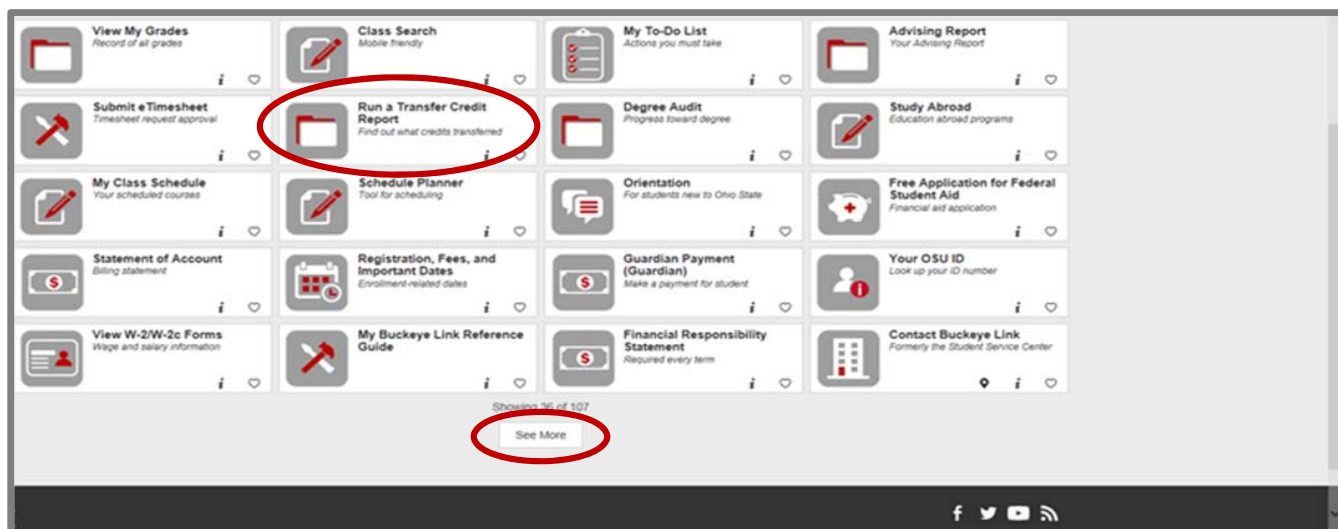 View My Grades
Record of all grades
i
Class Search
Mobile friendly
i
My To-Do List
Actions you must take
i
Advising Report
Your Advising Report
i
Submit eTimesheet
Timesheet request approval
i
Run a Transfer Credit
Report
Find out what credits transferred
i
Degree Audit
Progress toward degree
i
Study Abroad
Education abroad programs
i
My Class Schedule
Your scheduled courses
i
Schedule Planner
Tool for scheduling
i
Orientation
For students new to Ohio State
i
Free Application for Federal
Student Aid
Financial aid application
i
Statement of Account
Billing statement
i
Registration, Fees, and
Important Dates
Enrollment-related dates
i
Guardian Payment
(Guardian)
Make a payment for student
i
Your OSU ID
Look up your ID number
i
View W-2/W-2c Forms
Wage and salary information
i
My Buckeye Link Reference
Guide
i
Financial Responsibility
Statement
Required every term
i
Contact Buckeye Link
Formerly the Student Service Center
i
Showing 36 of 107
See More